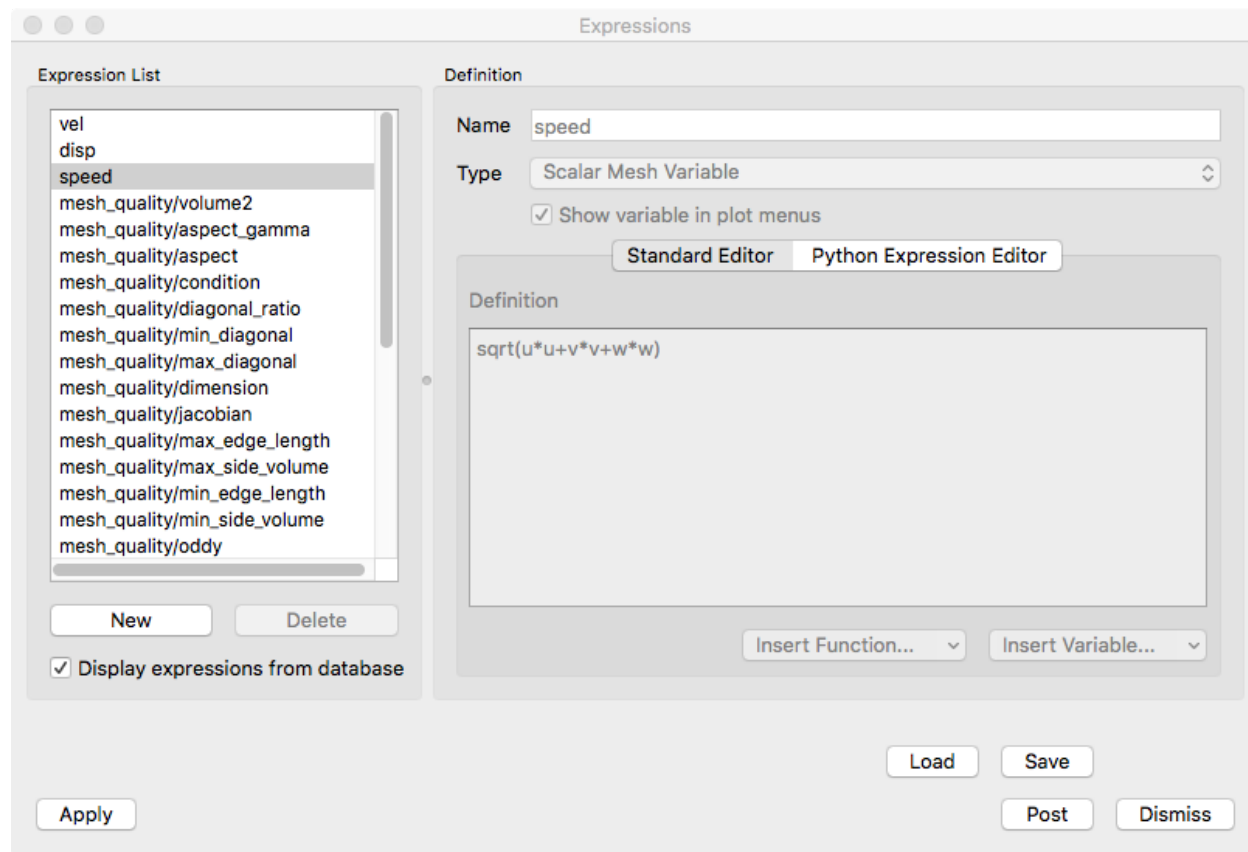 Expressions
Expression List
vel
disp
speed
mesh_quality/volume2
mesh_quality/aspect_gamma
mesh_quality/aspect
mesh_quality/condition
mesh_quality/diagonal_ratio
mesh_quality/min_diagonal
mesh_quality/max_diagonal
mesh_quality/dimension
mesh_quality/jacobian
mesh_quality/max_edge_length
mesh_quality/max_side_volume
mesh_quality/min_edge_length
mesh_quality/min_side_volume
mesh_quality/oddy
New Delete
Display expressions from database
Definition
Name speed
Type Scalar Mesh Variable
Show variable in plot menus
Standard Editor Python Expression Editor
Definition
sqrt(u*u+v*v+w*w)
Insert Function... Insert Variable...
Load Save
Apply Post Dismiss